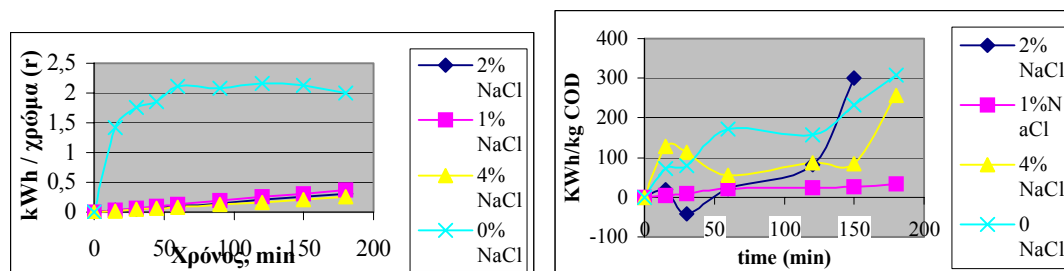 kWh / χρώμα (r)
2,5
2
1,5
1
0,5
0
0
50
100
150
200
Χρόνος, min
2%
NaCl
1%
NaCl
4%
NaCl
0%
NaCl
KWh/kg COD
400
300
200
100
0
-100
0
50
100
150
200
time (min)
2%
NaCl
1%N
aCl
4%
NaCl
0
NaCl